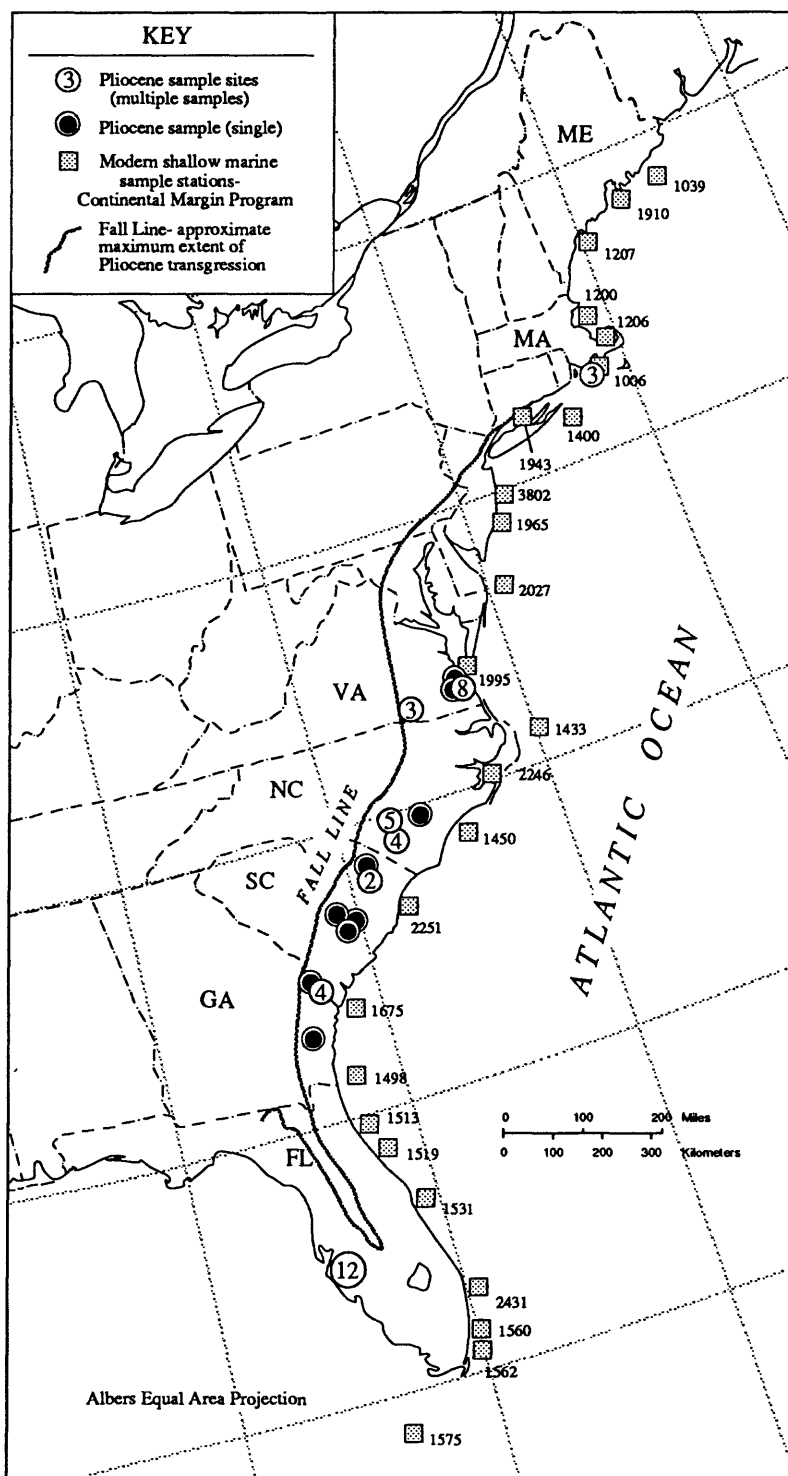 KEY
3 Pliocene sample sites
(multiple samples)
Pliocene sample (single)
Modern shallow marine
sample stations-
Continental Margin Program
Fall Line- approximate
maximum extent of
Pliocene transgression
ME
1039
1910
1207
1200
1206
MA
3
1006
1400
1943
3802
1965
2027
1995
8
VA
3
1433
2246
NC
5
4
1450
FALL LINE
SC
2
2251
ATLANTIC OCEAN
GA
4
1675
1498
1513
0 100 200 Miles
0 100 200 300 Kilometers
1519
FL
1531
12
2431
1560
1562
Albers Equal Area Projection
1575